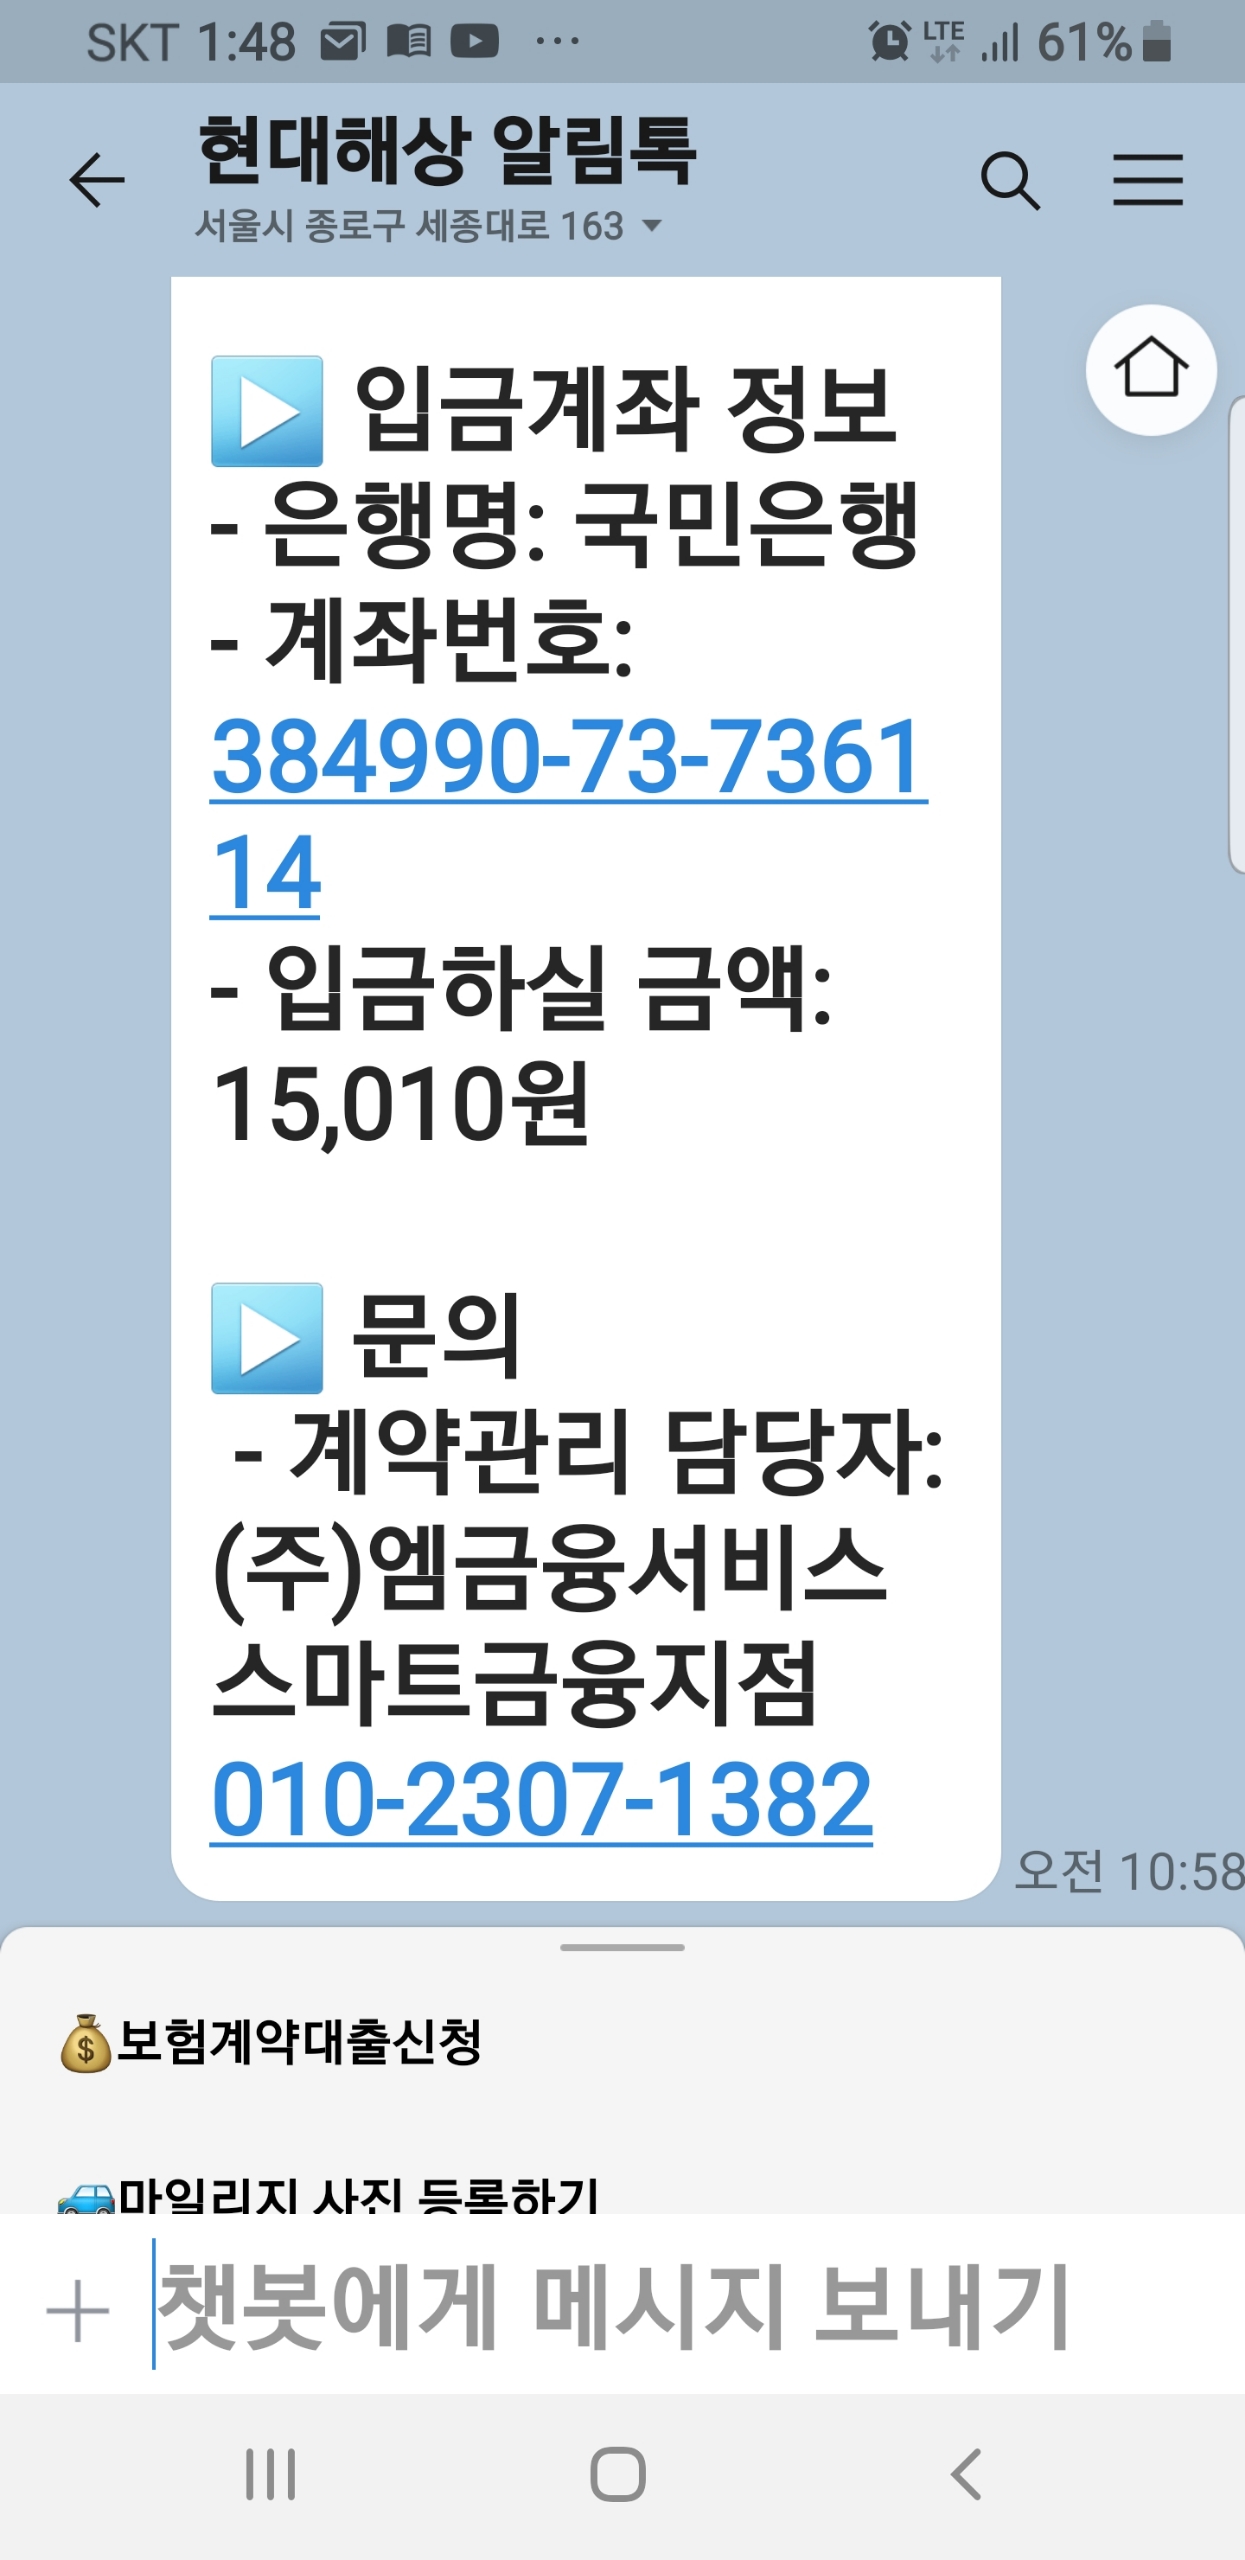 SKT 1:48 ... LTE 61%
현대해상 알림톡
서울시 종로구 세종대로 163
▶ 입금계좌 정보
- 은행명: 국민은행
- 계좌번호:
384990-73-7361
14
- 입금하실 금액:
15,010원
▶ 문의
- 계약관리 담당자:
(주)엠금융서비스
스마트금융지점
010-2307-1382
오전 10:58
💰보험계약대출신청
🚙마일리지 사진 등록하기
챗봇에게 메시지 보내기